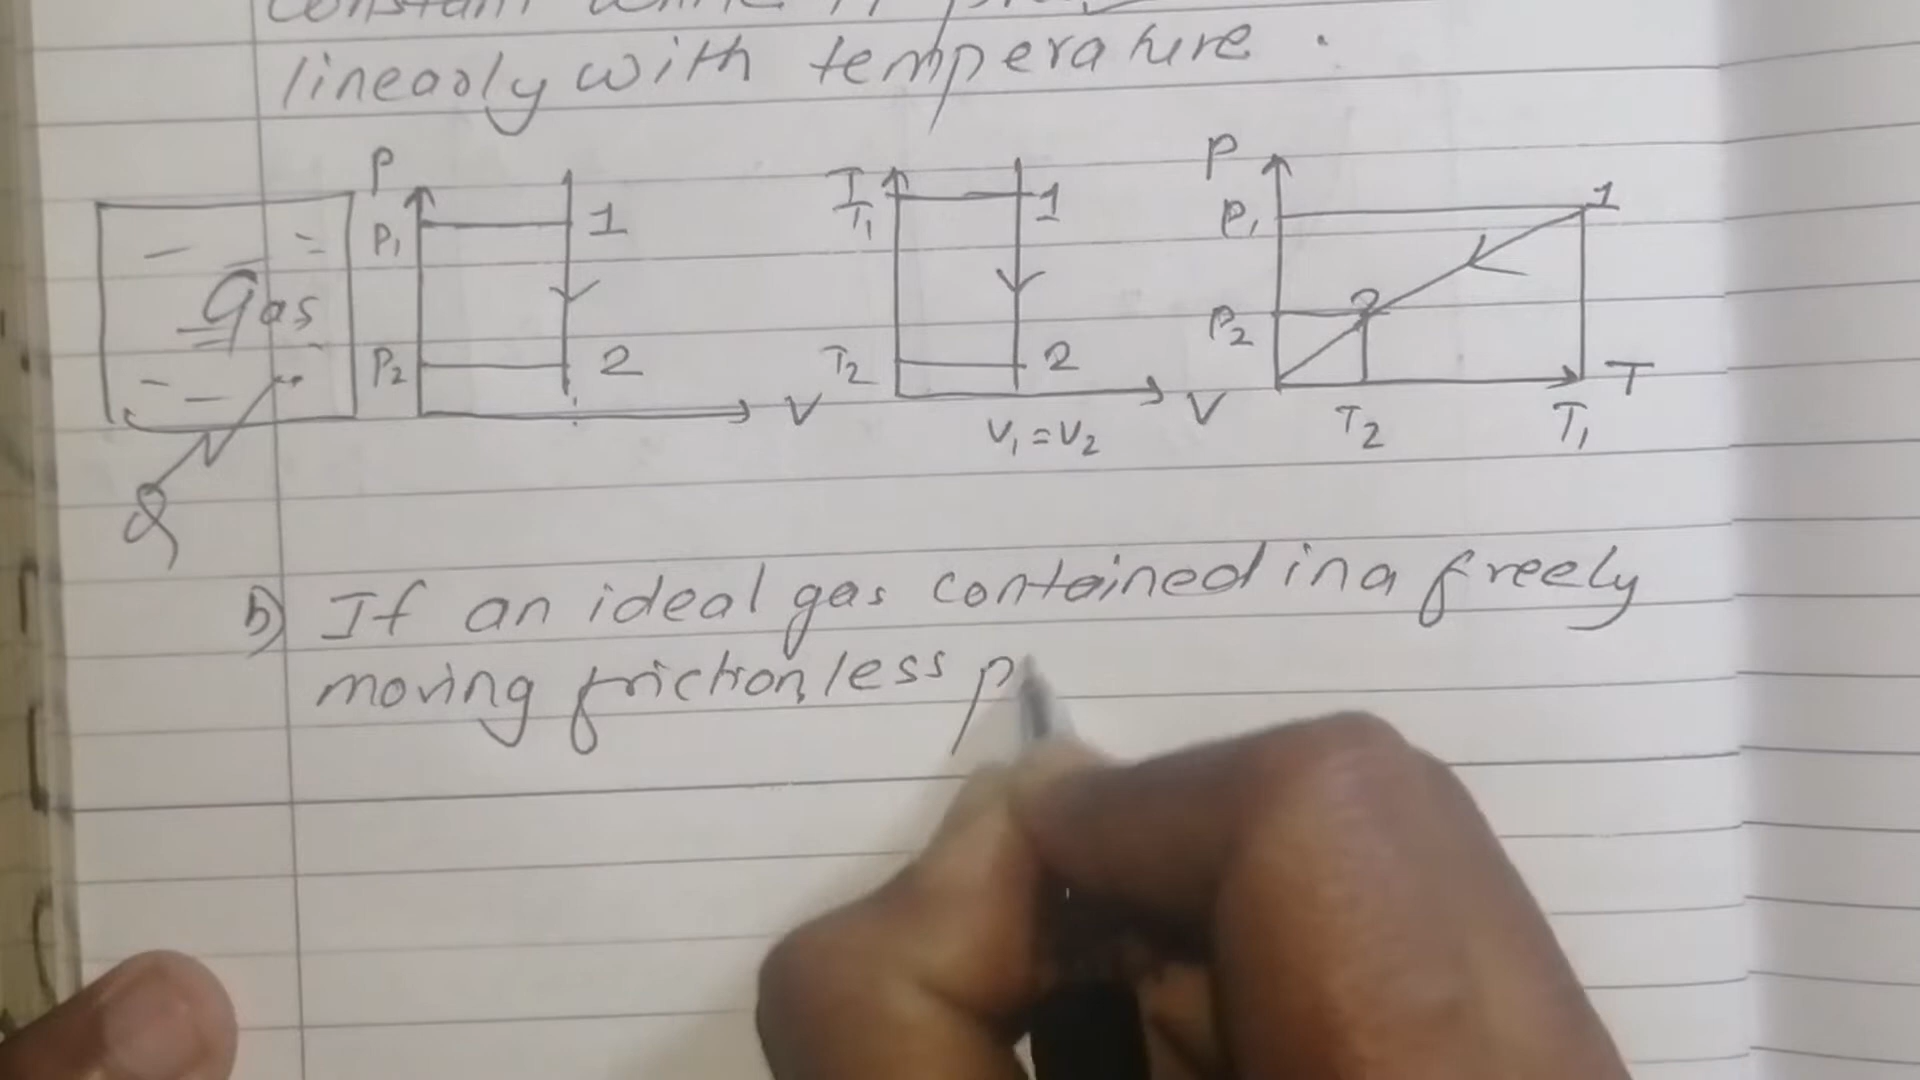 linearly with temperature.
Gas
Q
P
P₁
P₂
1
2
V
T
T₁
T₂
1
2
V₁ = V₂
V
P
P₁
P₂
1
2
T
T₂
T₁
b) If an ideal gas contained in a freely
moving frictionless p